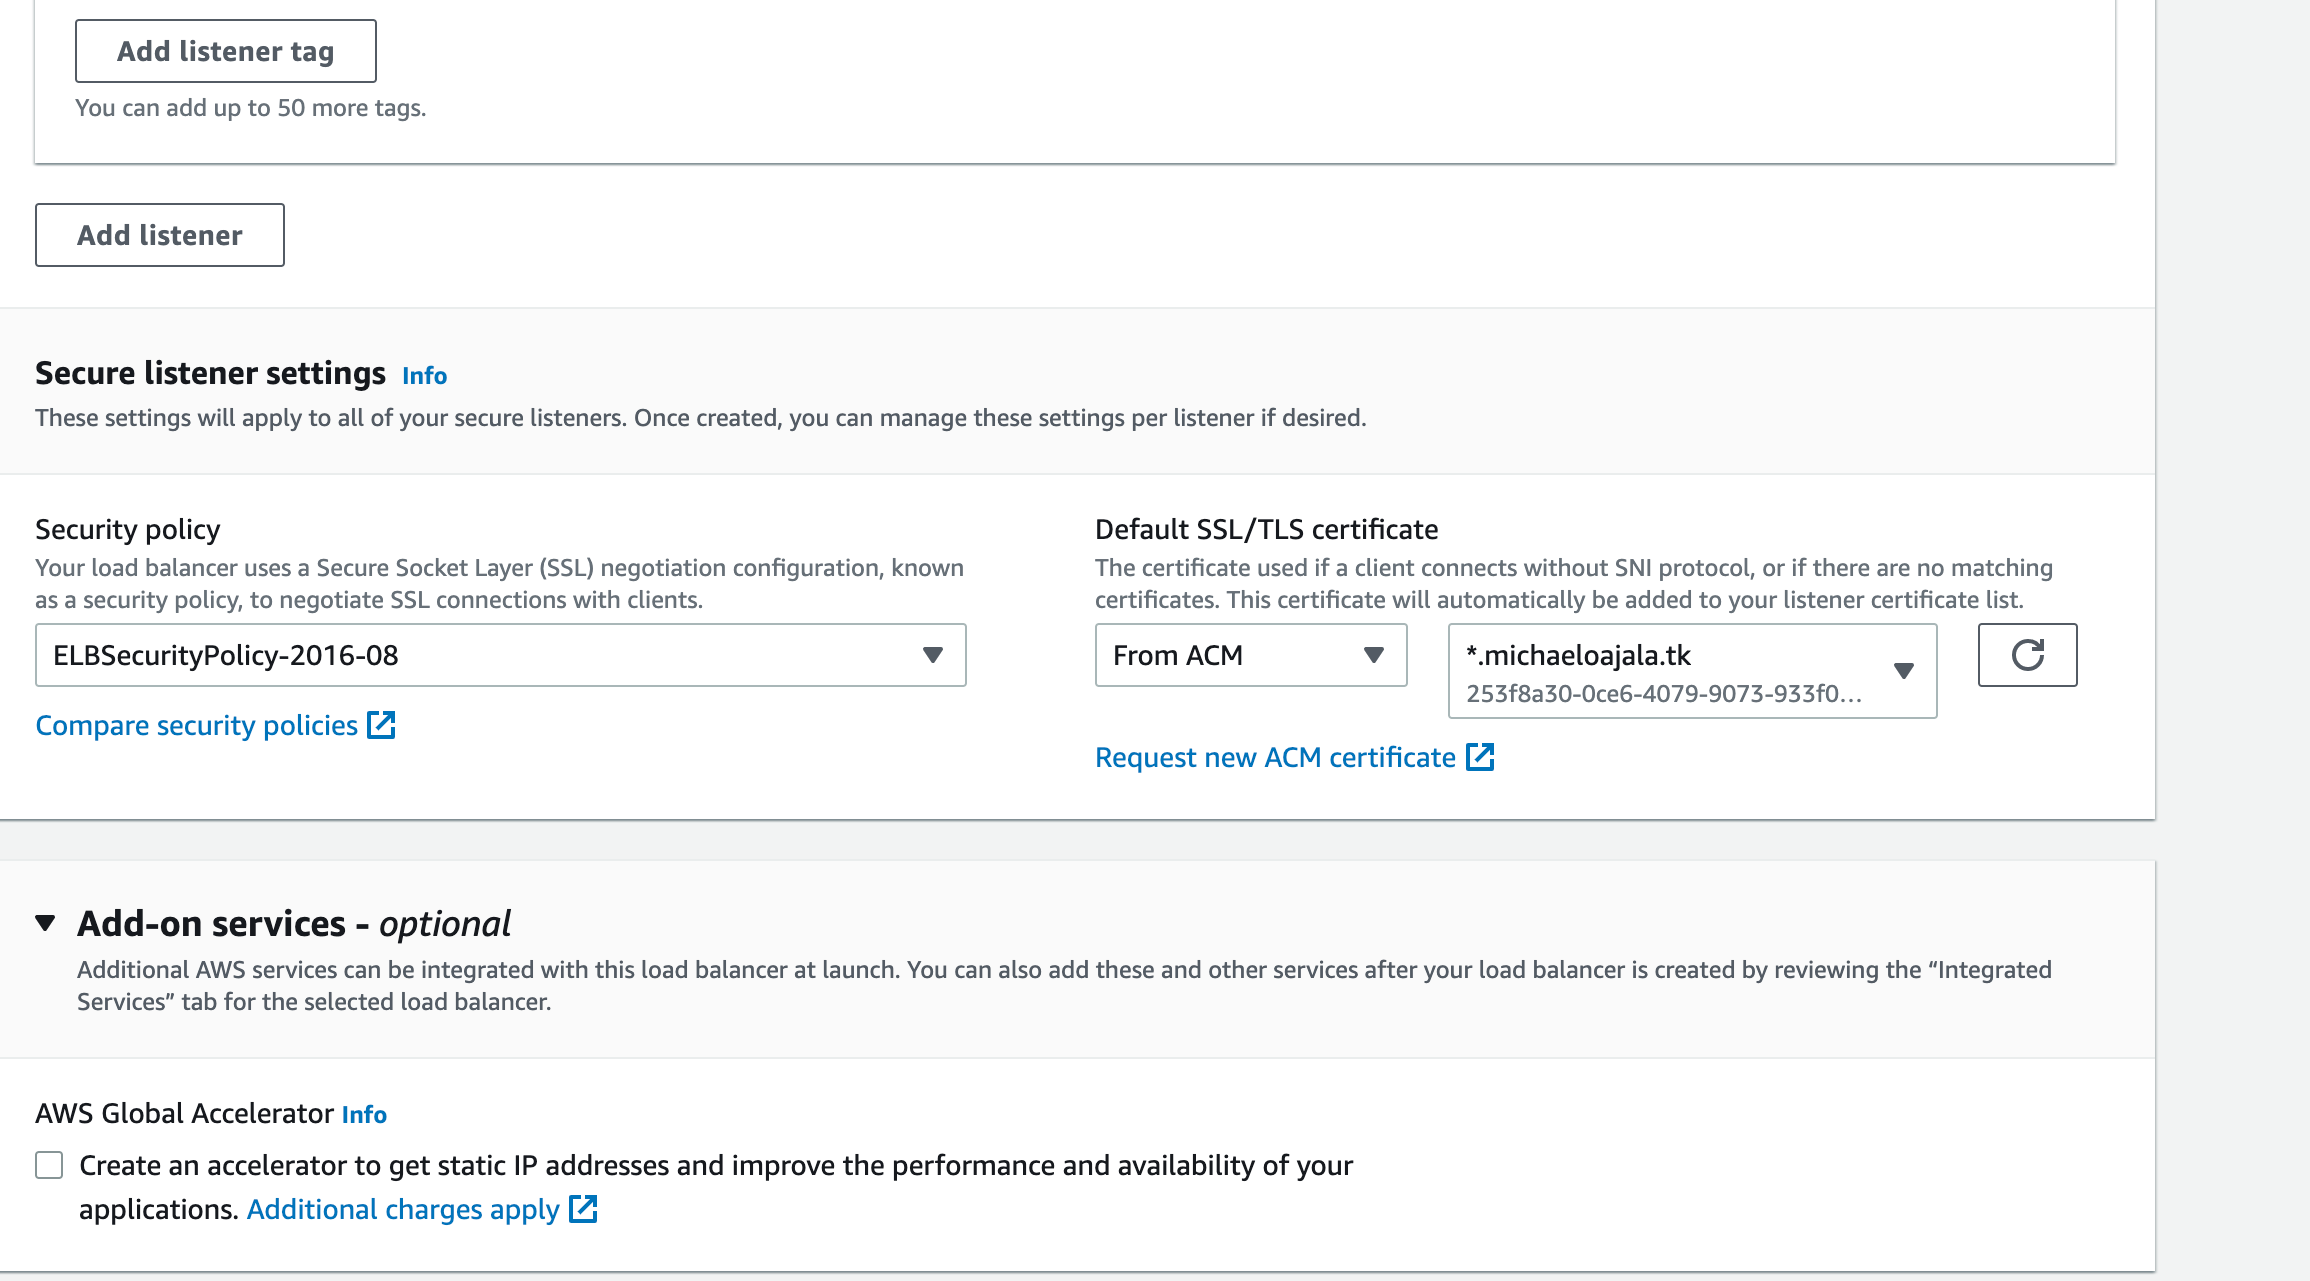 Add listener tag
You can add up to 50 more tags.
Add listener
Secure listener settings Info
These settings will apply to all of your secure listeners. Once created, you can manage these settings per listener if desired.
Security policy
Your load balancer uses a Secure Socket Layer (SSL) negotiation configuration, known
as a security policy, to negotiate SSL connections with clients.
ELBSecurityPolicy-2016-08
Compare security policies
Default SSL/TLS certificate
The certificate used if a client connects without SNI protocol, or if there are no matching
certificates. This certificate will automatically be added to your listener certificate list.
From ACM
*.michaeloajala.tk
253f8a30-0ce6-4079-9073-933f0...
Request new ACM certificate
Add-on services - optional
Additional AWS services can be integrated with this load balancer at launch. You can also add these and other services after your load balancer is created by reviewing the “Integrated
Services” tab for the selected load balancer.
AWS Global Accelerator Info
Create an accelerator to get static IP addresses and improve the performance and availability of your
applications. Additional charges apply